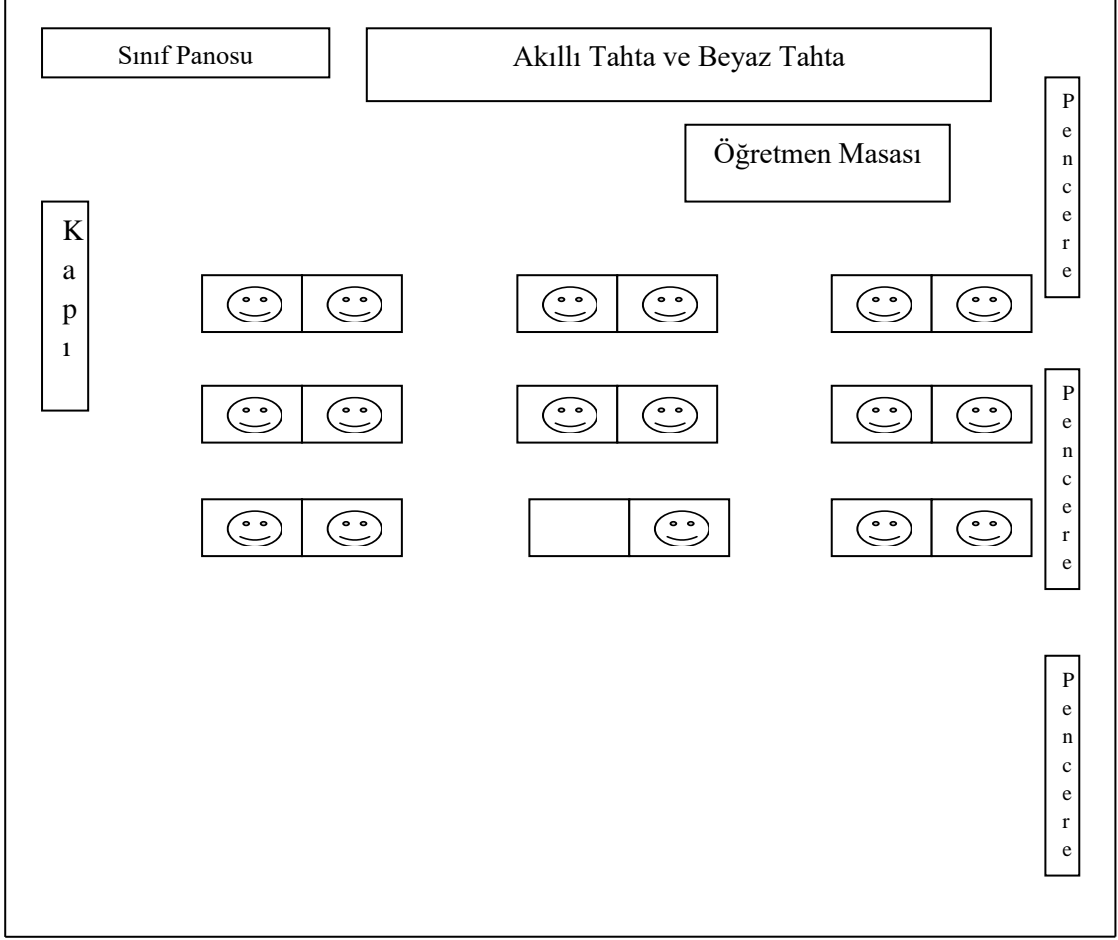 Sınıf Panosu
Akıllı Tahta ve Beyaz Tahta
Öğretmen Masası
Kapı
Pencere
Pencere
Pencere